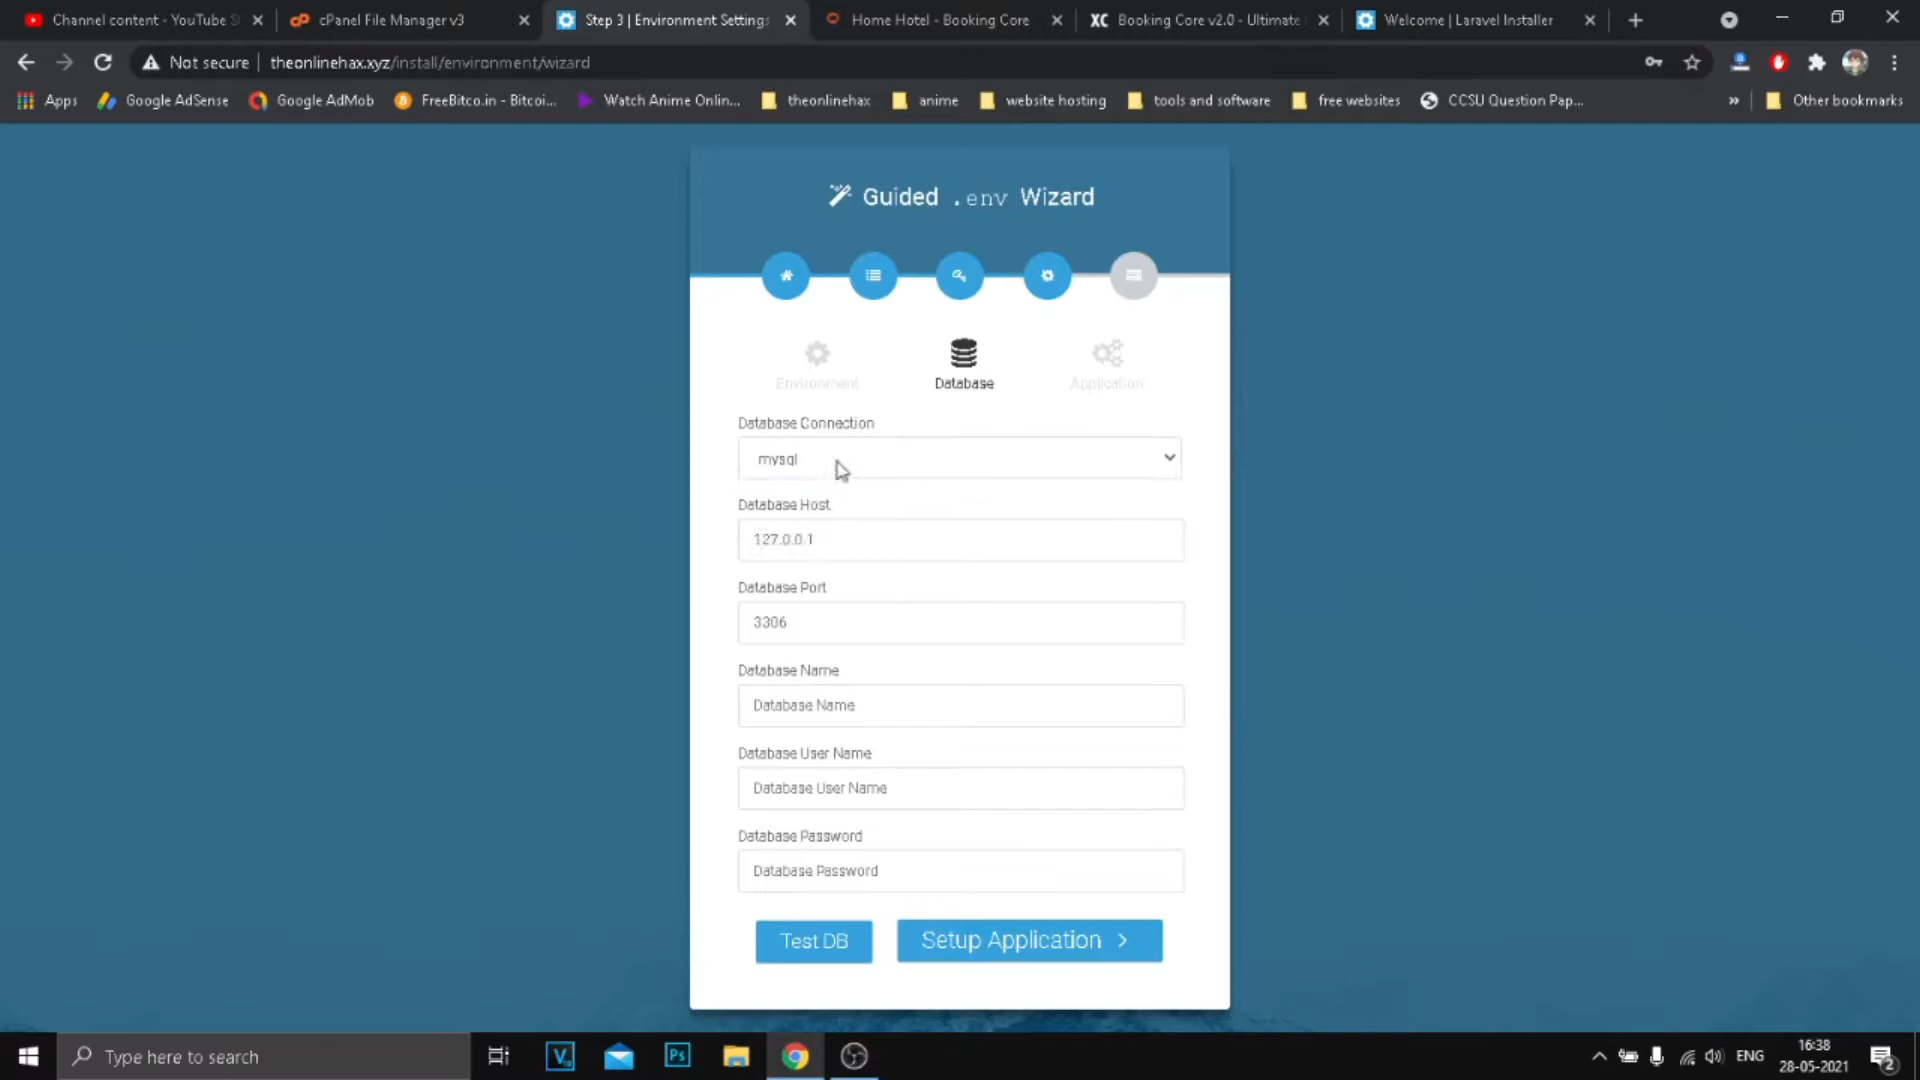 Channel content - YouTube S
cPanel File Manager v3
Step 3 | Environment Settings
Home Hotel - Booking Core
XC Booking Core v2.0 - Ultimate
Welcome | Laravel Installer
Not secure | theonlinehax.xyz/install/environment/wizard
Apps
Google AdSense
Google AdMob
FreeBitco.in - Bitcoi...
Watch Anime Onlin...
theonlinehax
anime
website hosting
tools and software
free websites
CCSU Question Pap...
»
Other bookmarks
Guided .env Wizard
Environment
Database
Application
Database Connection
mysql
Database Host
127.0.0.1
Database Port
3306
Database Name
Database Name
Database User Name
Database User Name
Database Password
Database Password
Test DB
Setup Application
Type here to search
Ps
ENG
16:38
28-05-2021
2